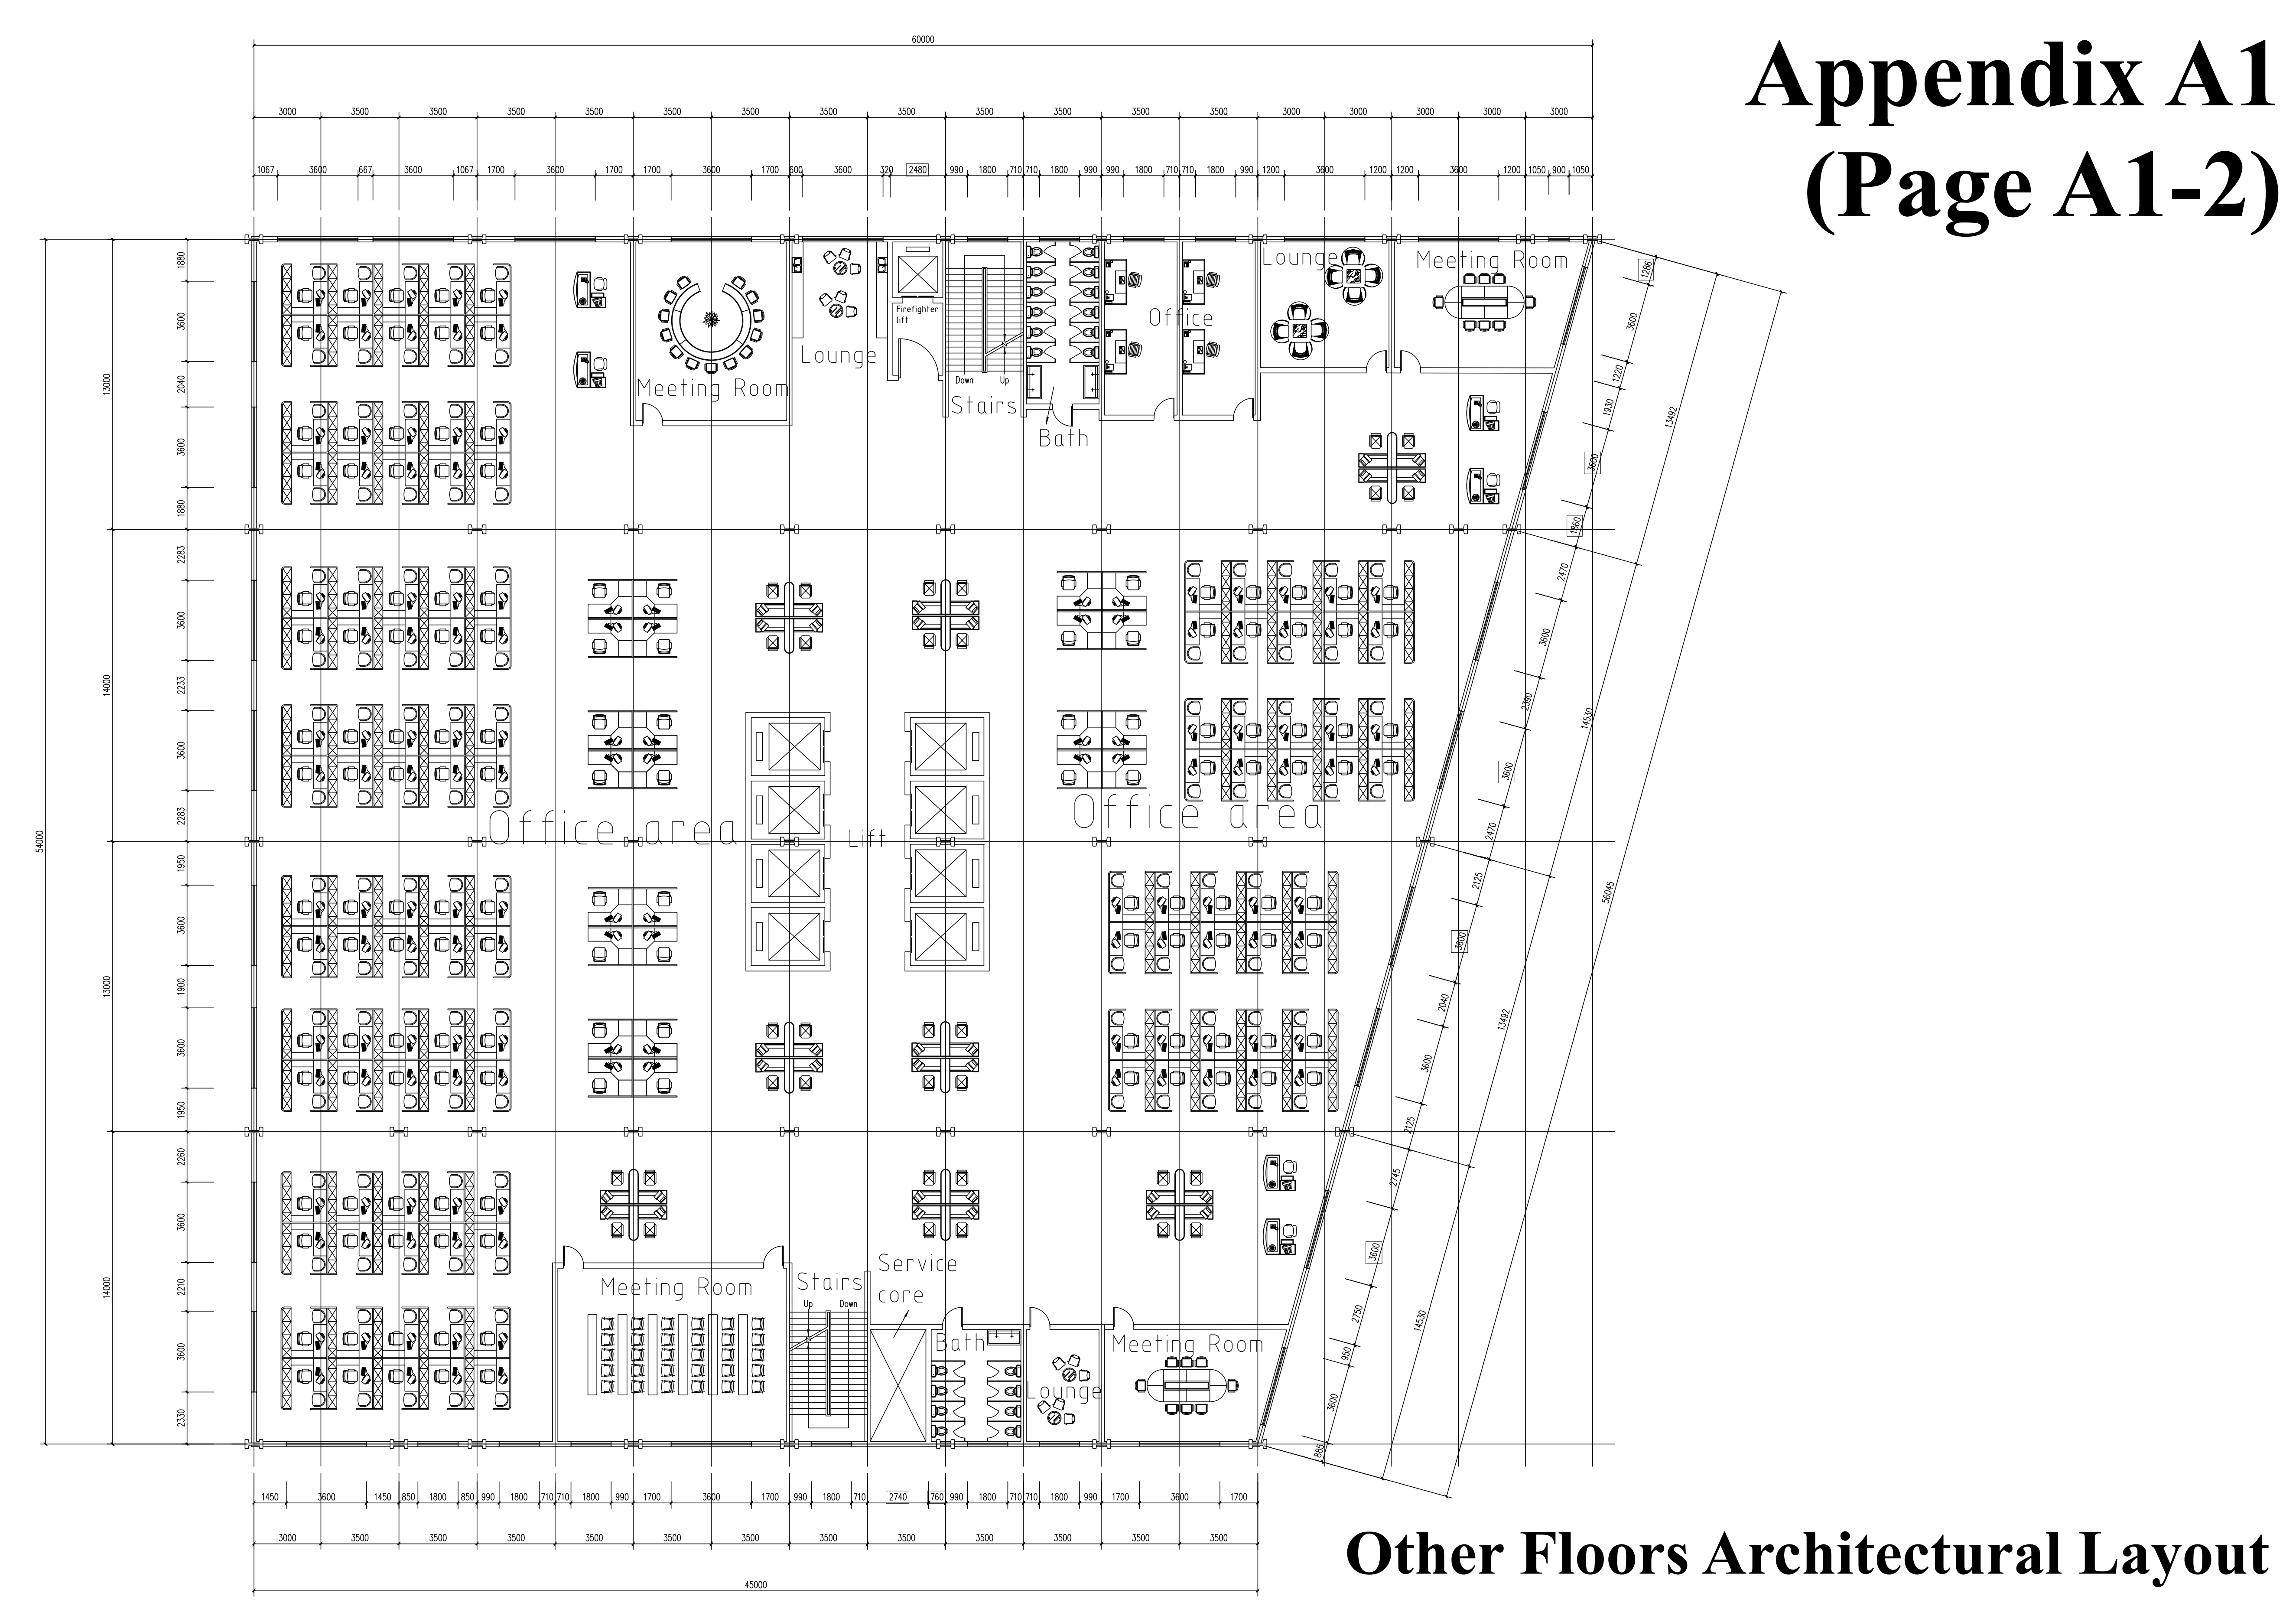 Appendix A1
(Page A1-2)
60000
3000 3500 3500 3500 3500 3500 3500 3500 3500 3500 3500 3500 3000 3000 3000 3000 3000
1067 3600 667 3600 1067 1700 3600 1700 1700 3600 1700 600 3600 320 2480 990 1800 710 710 1800 990 990 1800 710 710 1800 990 1200 3600 1200 1200 3600 1200 1050 900 1050
Lounge
Meeting Room
Firefighter
lift
Office
Lounge
Meeting Room
Down Up
Stairs
Bath
Office area
Lift
Office area
Service
core
Meeting Room
Stairs
Up Down
Bath
Lounge
Meeting Room
54000
13000
14000
13000
14000
1880
3600
2040
3600
1880
2283
3600
2233
3600
2283
1950
3600
1900
3600
1950
2260
3600
2210
3600
2330
1286
3600
1220
1930
3600
1860
2470
3600
2390
3600
2470
2125
3600
2040
3600
2125
2745
3600
2750
950
3600
885
13492
14530
13492
14530
56045
1450 3600 1450 850 1800 850 990 1800 710 710 1800 990 1700 3600 1700 990 1800 710 2740 760 990 1800 710 710 1800 990 1700 3600 1700
3000 3500 3500 3500 3500 3500 3500 3500 3500 3500 3500 3500 3500
45000
Other Floors Architectural Layout